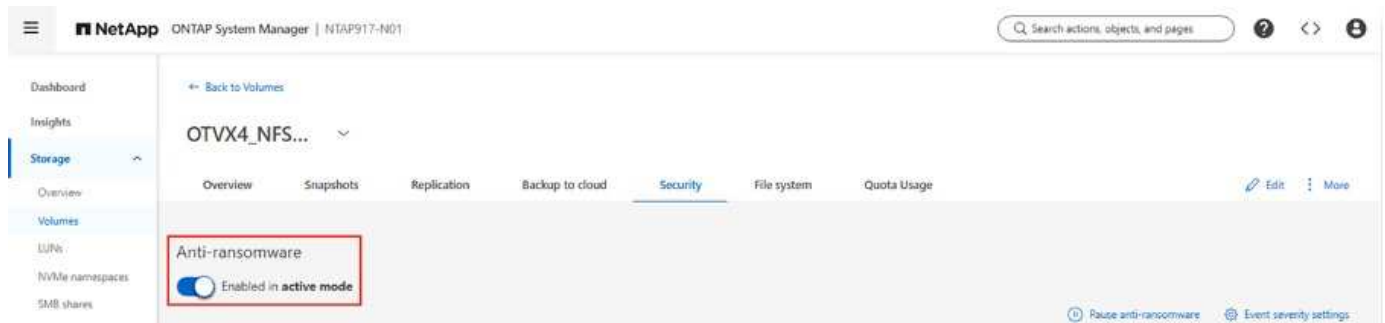 NetApp ONTAP System Manager | NTAP917-N01 Search actions, objects, and pages ? <>
Dashboard
Back to Volumes
Insights
OTVX4_NFS...
Storage
Overview Snapshots Replication Backup to cloud Security File system Quota Usage Edit More
Overview
Volumes
LUNs
Anti-ransomware
NVMe namespaces
Enabled in active mode
SMB shares
Pause anti-ransomware Event severity settings